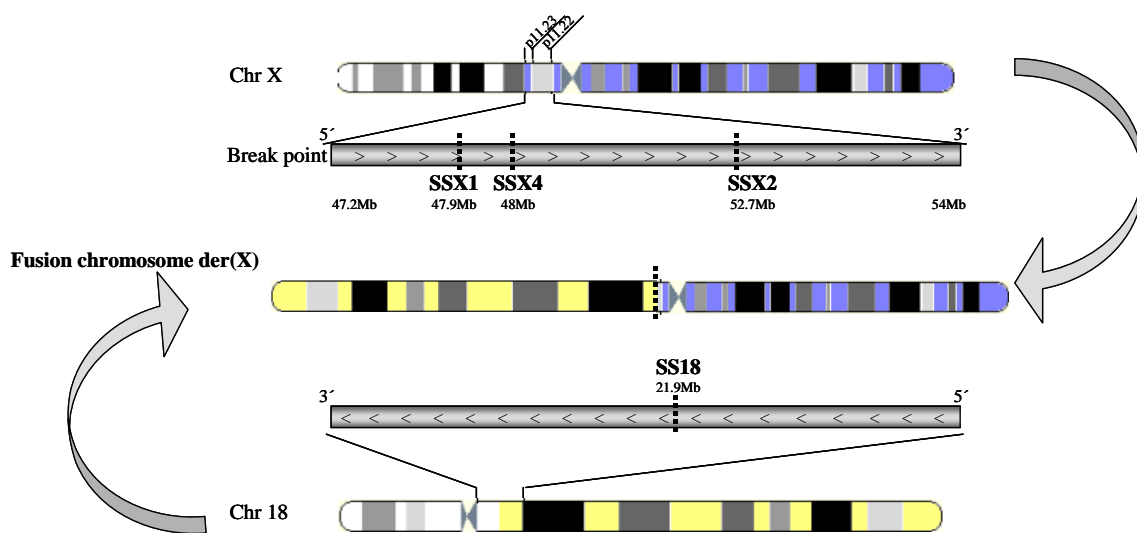 p11.23
p11.22
Chr X
5´ 3´
Break point
SSX1 SSX4 SSX2
47.2Mb 47.9Mb 48Mb 52.7Mb 54Mb
Fusion chromosome der(X)
SS18
21.9Mb
3´ 5´
Chr 18